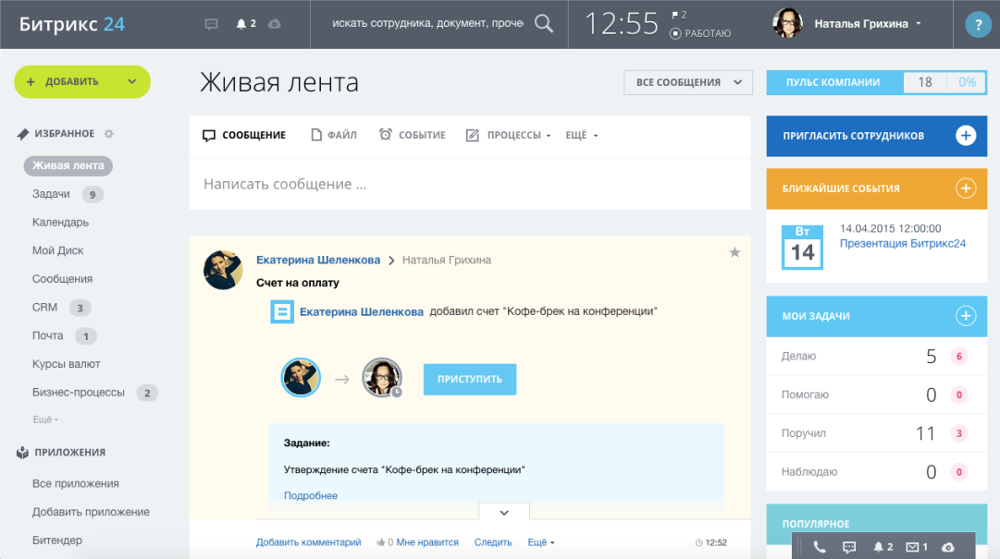 Битрикс 24
2
искать сотрудника, документ, проче
12:55
2
РАБОТАЮ
Наталья Грихина
?
+ ДОБАВИТЬ
ИЗБРАННОЕ
Живая лента
Задачи 9
Календарь
Мой Диск
Сообщения
CRM 3
Почта 1
Курсы валют
Бизнес-процессы 2
Ещё
ПРИЛОЖЕНИЯ
Все приложения
Добавить приложение
Битендер
Живая лента
ВСЕ СООБЩЕНИЯ
СООБЩЕНИЕ ФАЙЛ СОБЫТИЕ ПРОЦЕССЫ ЕЩЁ
Написать сообщение ...
Екатерина Шеленкова > Наталья Грихина
Счет на оплату
Екатерина Шеленкова добавил счет "Кофе-брек на конференции"
ПРИСТУПИТЬ
Задание:
Утверждение счета "Кофе-брек на конференции"
Подробнее
Добавить комментарий 0 Мне нравится Следить Ещё 12:52
ПУЛЬС КОМПАНИИ 18 0%
ПРИГЛАСИТЬ СОТРУДНИКОВ +
БЛИЖАЙШИЕ СОБЫТИЯ +
Вт
14
14.04.2015 12:00:00
Презентация Битрикс24
МОИ ЗАДАЧИ +
Делаю 5 6
Помогаю 0 0
Поручил 11 3
Наблюдаю 0 0
ПОПУЛЯРНОЕ
2 1